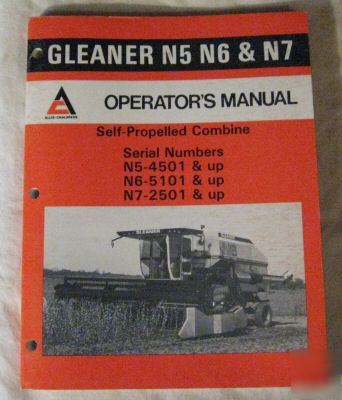 GLEANER N5 N6 & N7
ALLIS-CHALMERS
OPERATOR'S MANUAL
Self-Propelled Combine
Serial Numbers
N5-4501 & up
N6-5101 & up
N7-2501 & up
GLEANER